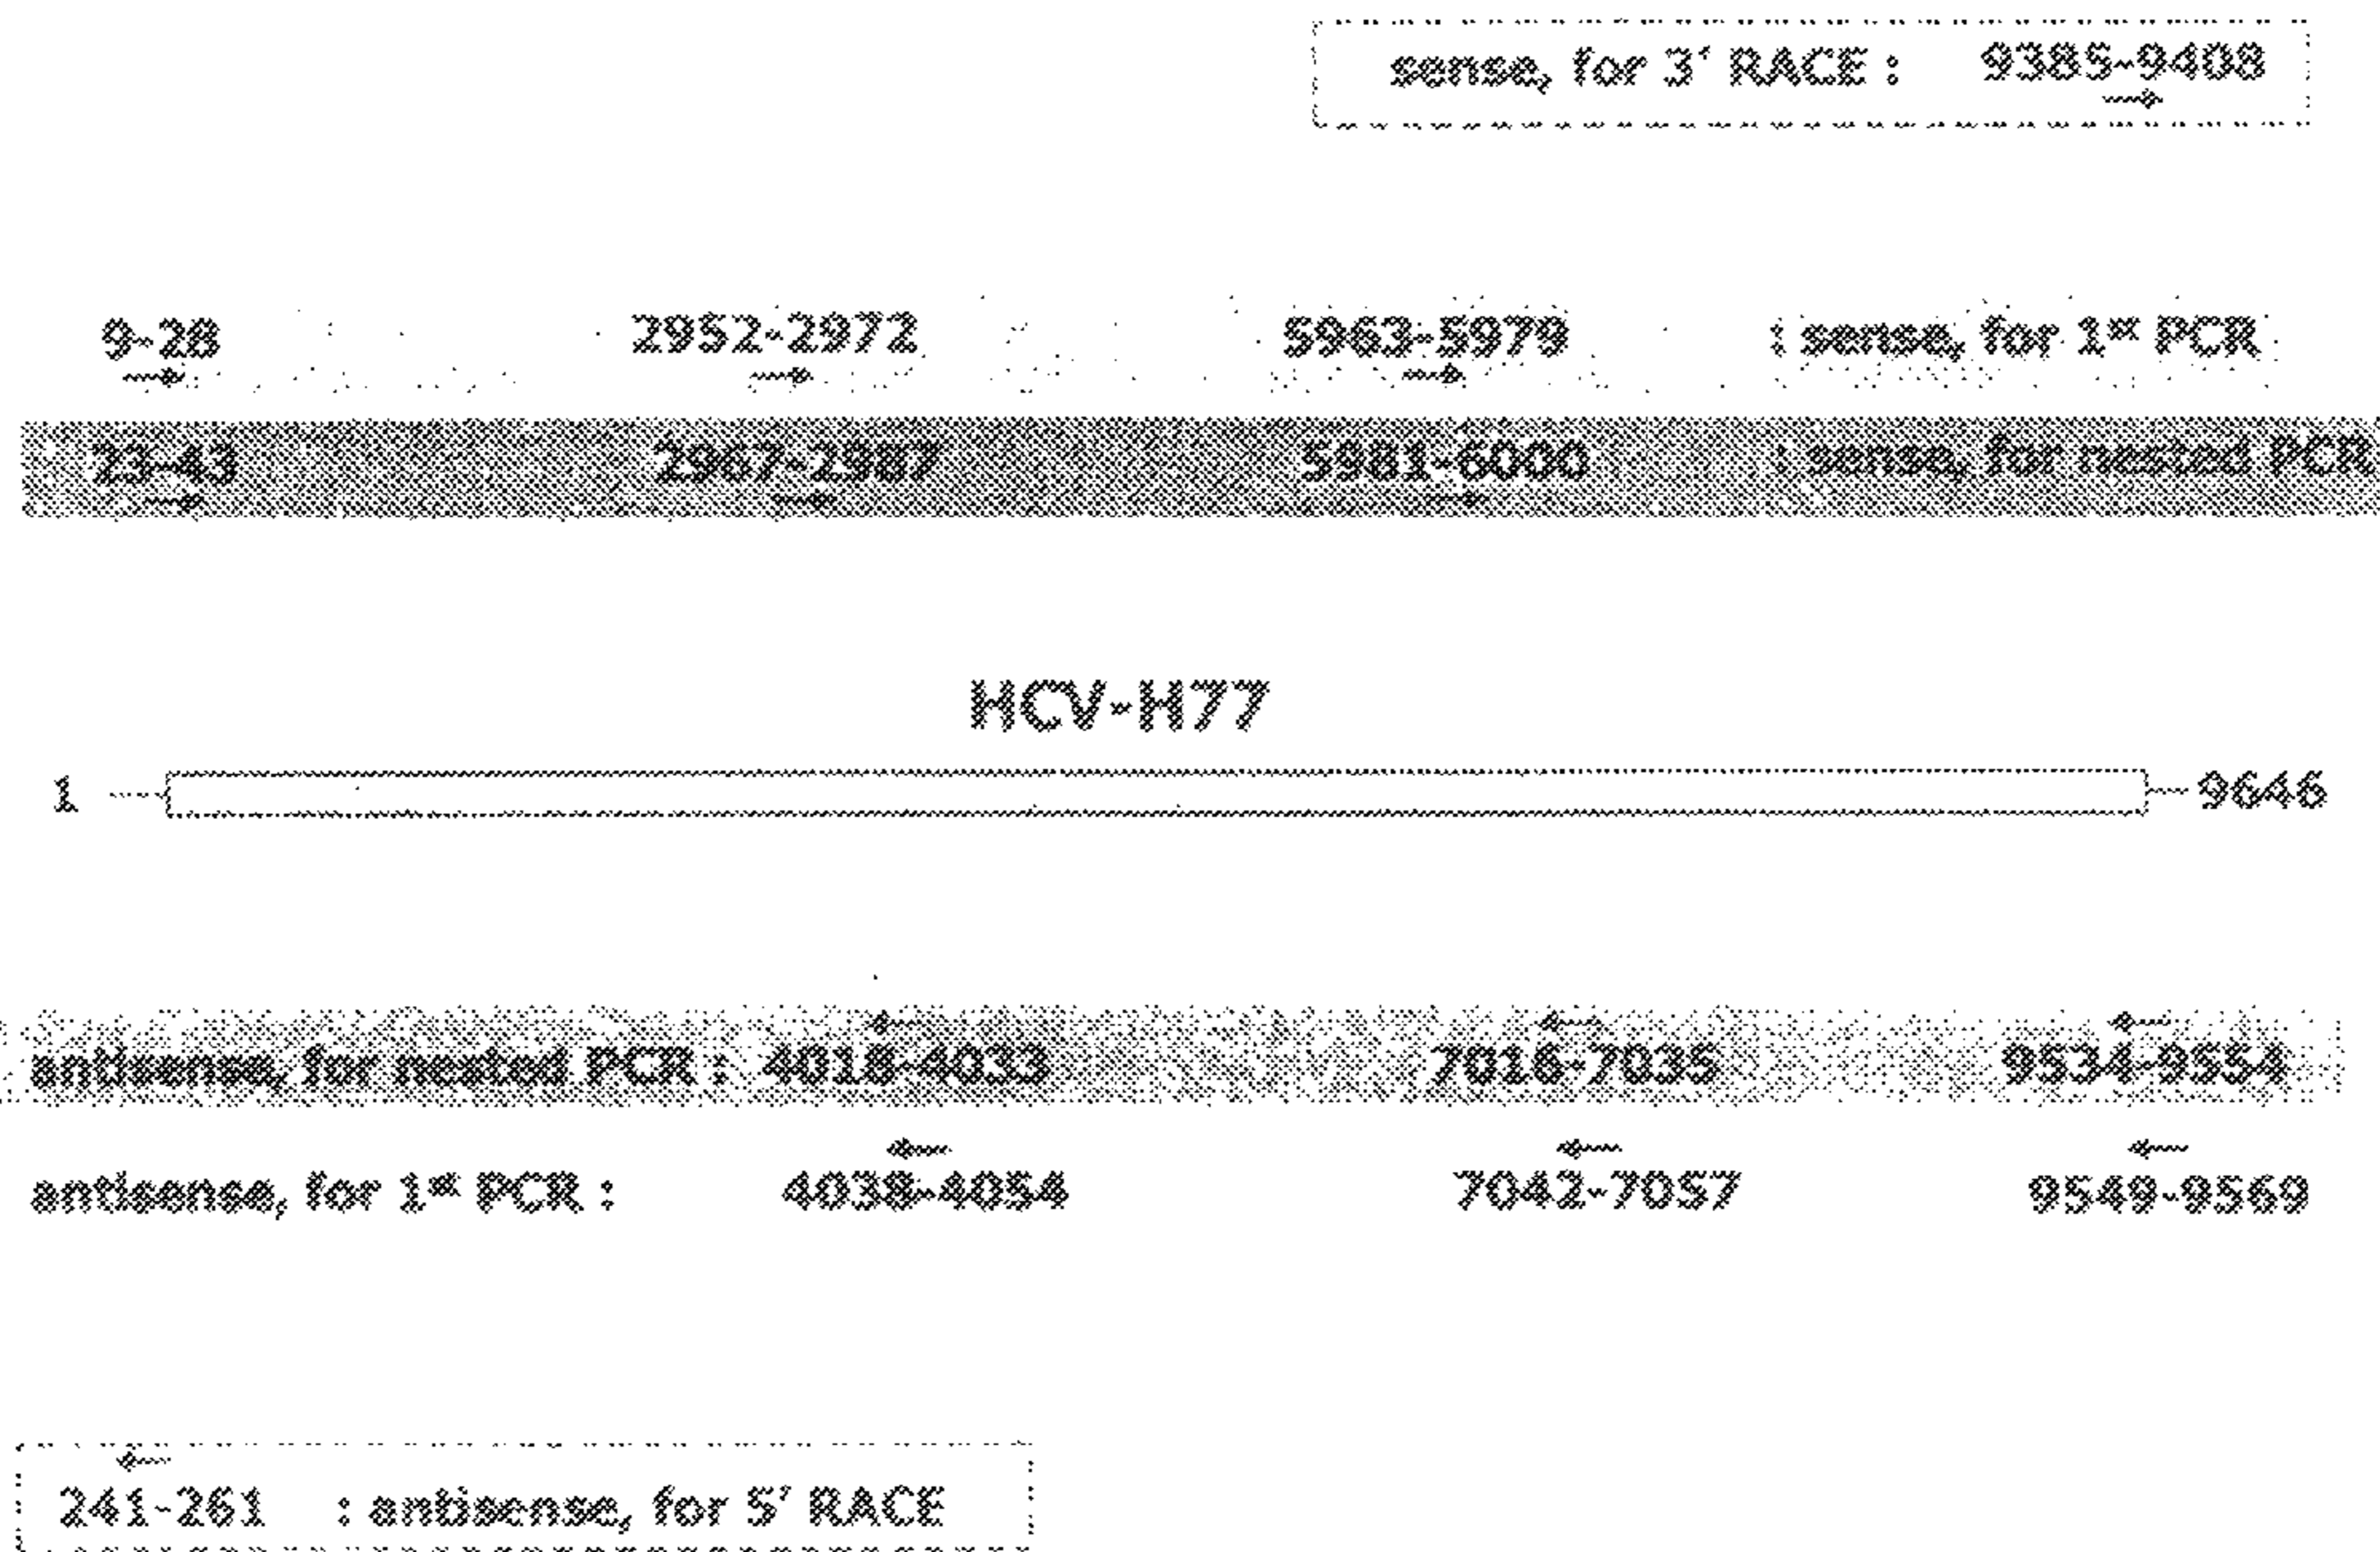 sense, for 3' RACE : 9385-9408
9-28 2952-2972 5963-5979 : sense, for 1st PCR
23-43 2967-2987 5981-6000 : sense, for nested PCR
HCV-H77
1 9646
antisense, for nested PCR : 4018-4033 7016-7035 9534-9554
antisense, for 1st PCR : 4038-4054 7042-7057 9549-9569
241-261 : antisense, for 5' RACE